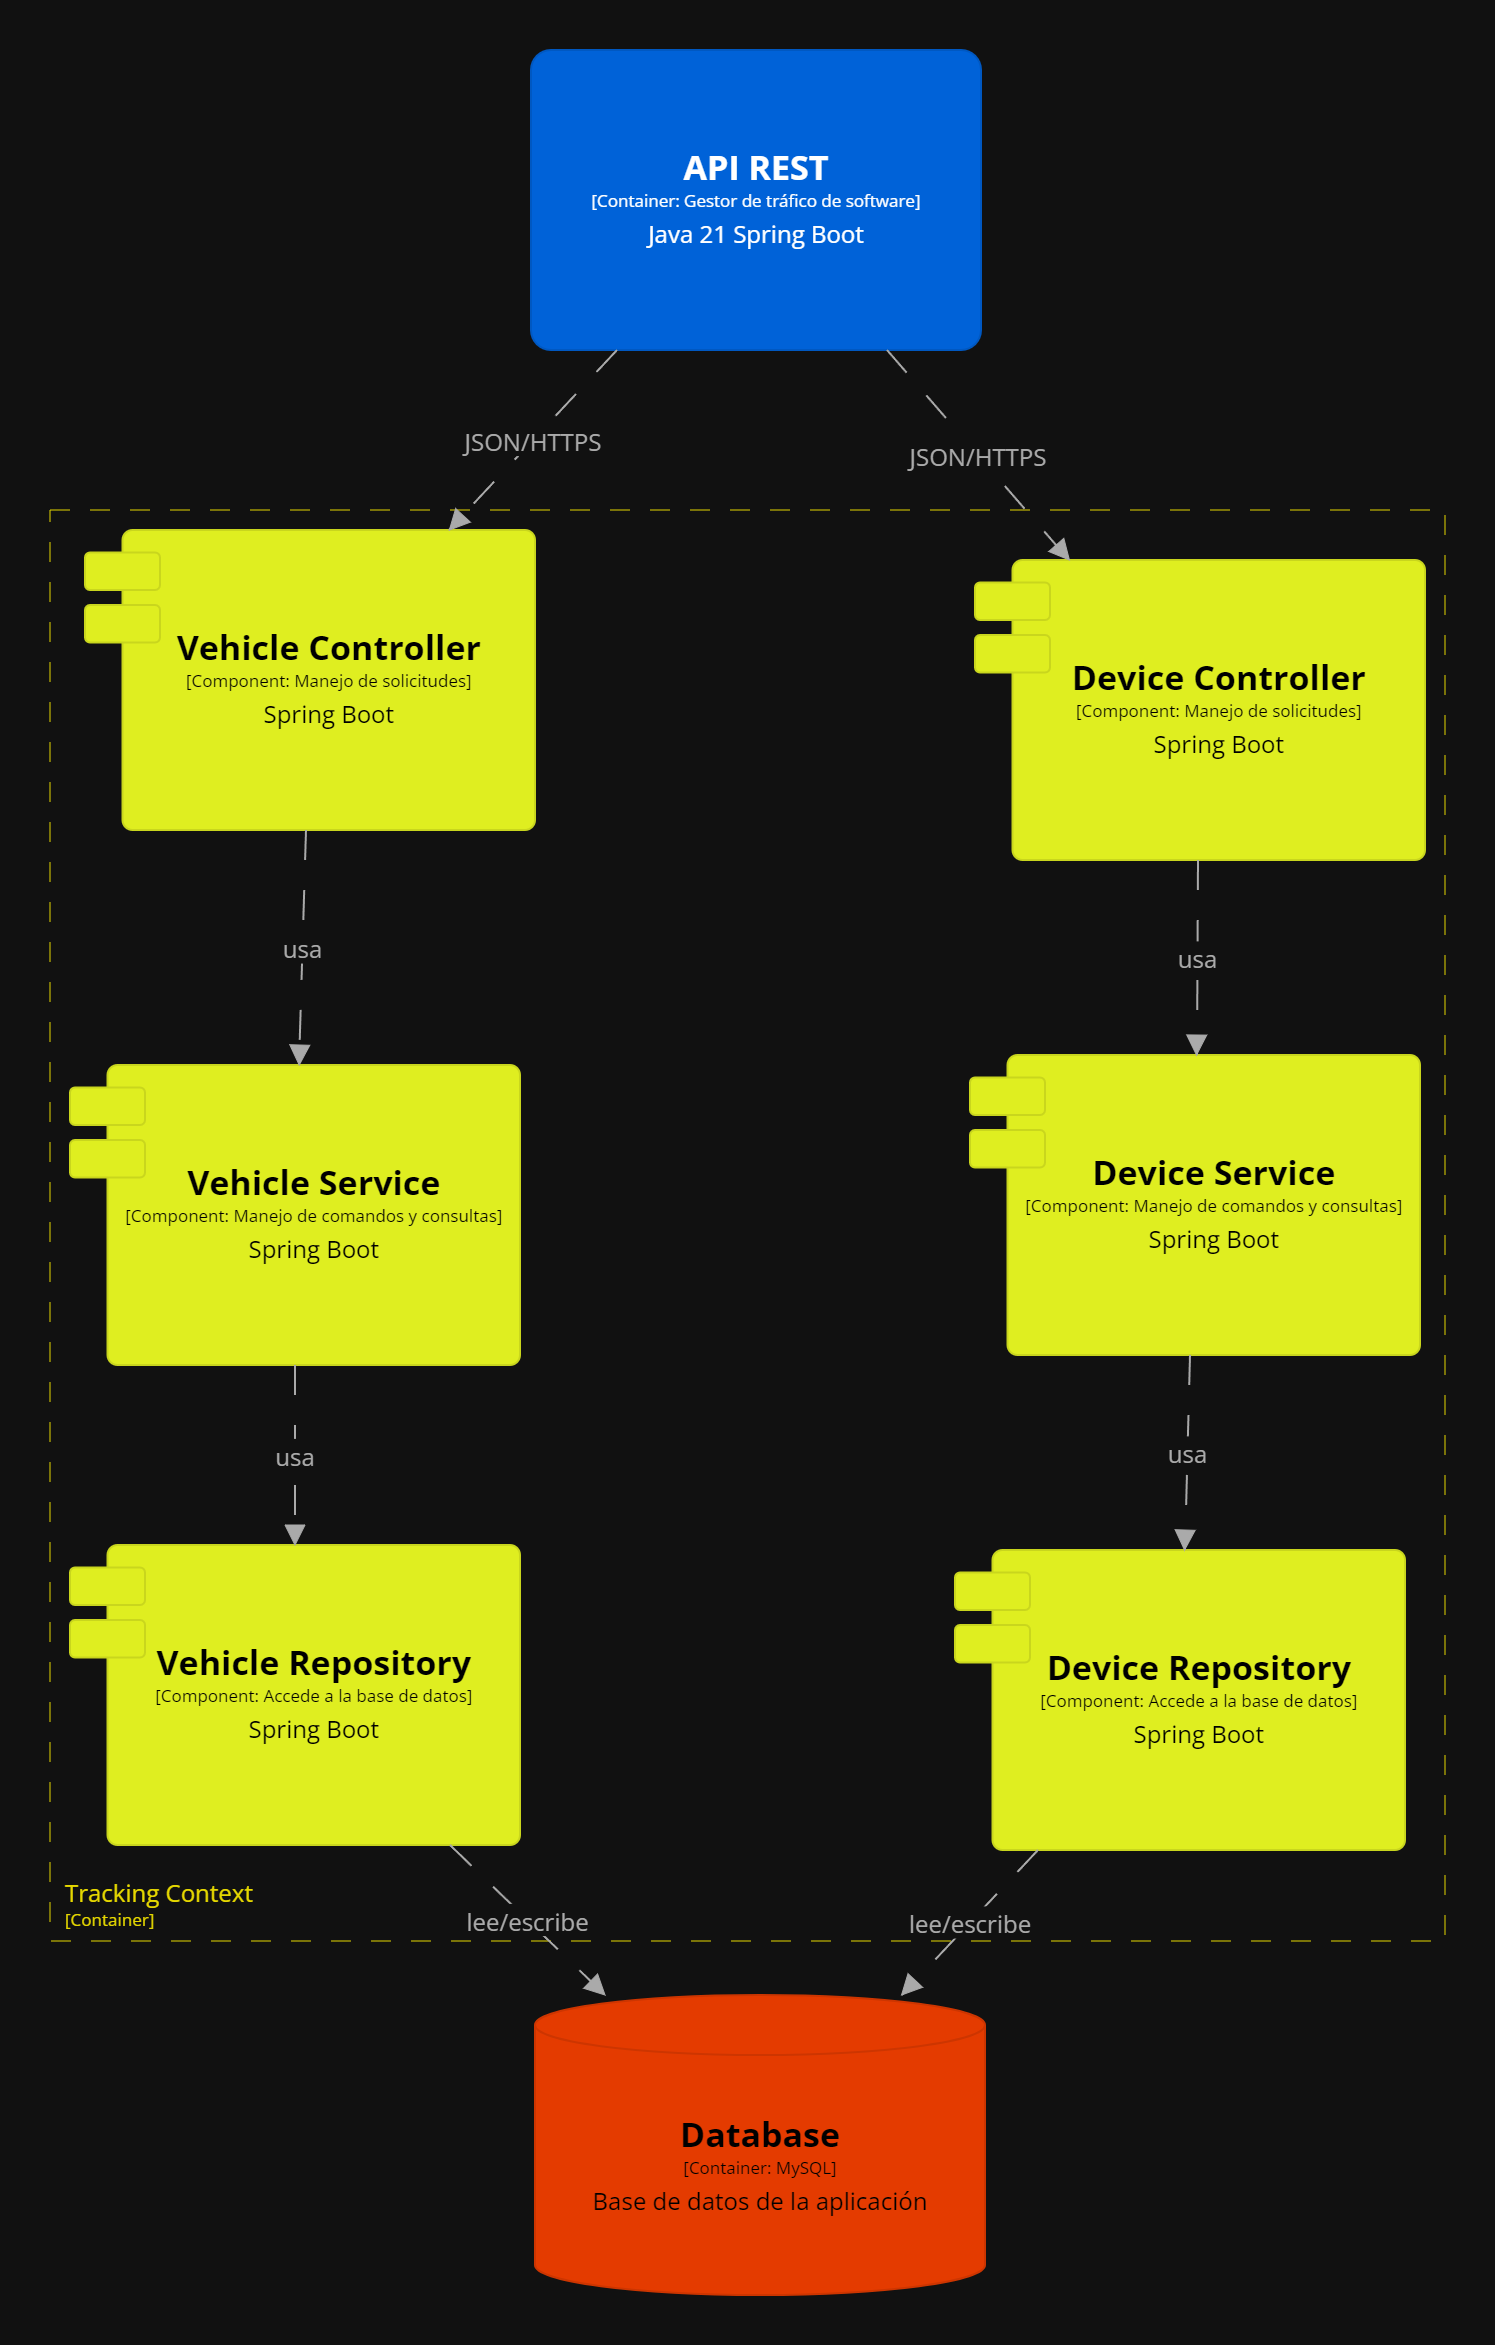 API REST
[Container: Gestor de tráfico de software]
Java 21 Spring Boot
JSON/HTTPS
JSON/HTTPS
Vehicle Controller
[Component: Manejo de solicitudes]
Spring Boot
Device Controller
[Component: Manejo de solicitudes]
Spring Boot
usa
usa
Vehicle Service
[Component: Manejo de comandos y consultas]
Spring Boot
Device Service
[Component: Manejo de comandos y consultas]
Spring Boot
usa
usa
Vehicle Repository
[Component: Accede a la base de datos]
Spring Boot
Device Repository
[Component: Accede a la base de datos]
Spring Boot
Tracking Context
[Container]
lee/escribe
lee/escribe
Database
[Container: MySQL]
Base de datos de la aplicación